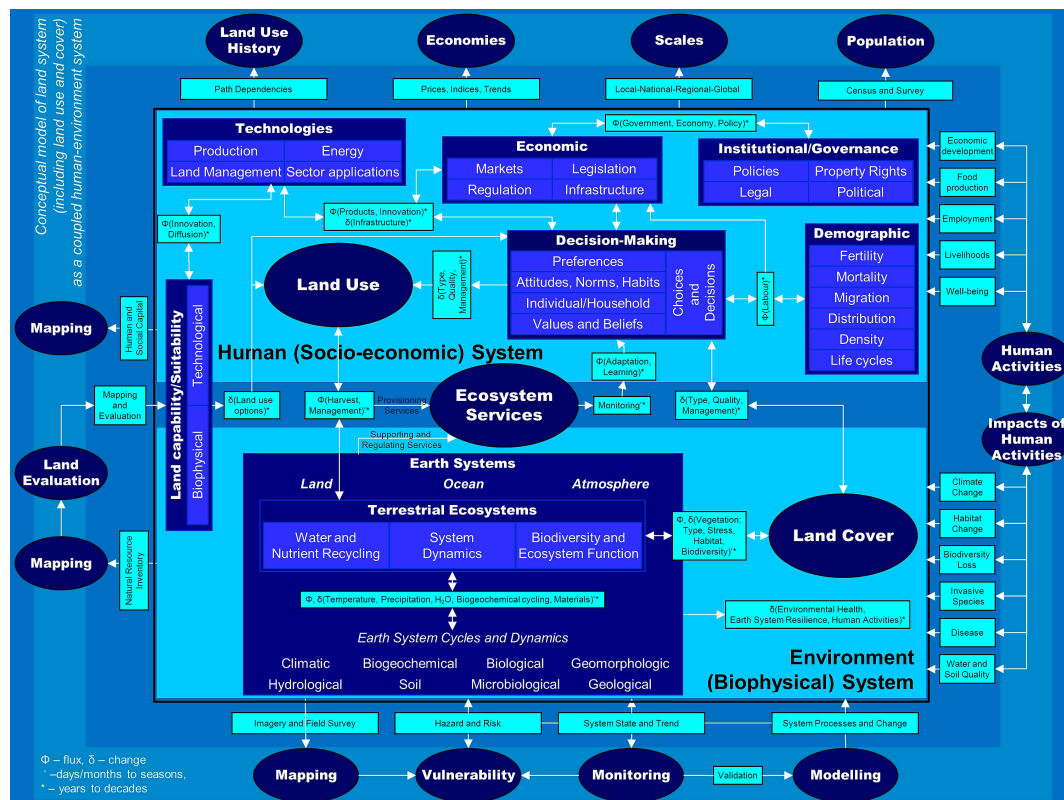 Conceptual model of land system
(including land use and cover)
as a coupled human-environment system
Land Use
History
Economies
Scales
Population
Path Dependencies
Prices, Indices, Trends
Local-National-Regional-Global
Census and Survey
Technologies
Production
Energy
Land Management
Sector applications
Φ(Government, Economy, Policy)*
Economic
Markets
Legislation
Regulation
Infrastructure
Institutional/Governance
Policies
Property Rights
Legal
Political
Economic
development
Food
production
Employment
Livelihoods
Well-being
Φ(Innovation,
Diffusion)*
Φ(Products, Innovation)*
δ(Infrastructure)*
Decision-Making
Preferences
Attitudes, Norms, Habits
Individual/Household
Values and Beliefs
Choices
and
Decisions
Φ(Labour)*
Demographic
Fertility
Mortality
Migration
Distribution
Density
Life cycles
Land Use
δ(Type,
Quality,
Management)*
Mapping
Human and
Social Capital
Human (Socio-economic) System
Φ(Adaptation,
Learning)*
Human
Activities
Land capability/Suitability
Technological
Biophysical
Mapping
and
Evaluation
δ(Land use
options)*
Φ(Harvest,
Management)'*
Provisioning
Services
Ecosystem
Services
Monitoring'*
δ(Type, Quality,
Management)*
Impacts of
Human
Activities
Supporting and
Regulating Services
Land
Evaluation
Earth Systems
Land
Ocean
Atmosphere
Terrestrial Ecosystems
Water and
Nutrient Recycling
System
Dynamics
Biodiversity and
Ecosystem Function
Φ, δ(Vegetation:
Type, Stress,
Habitat,
Biodiversity)'*
Land Cover
Climate
Change
Habitat
Change
Biodiversity
Loss
Invasive
Species
Disease
Water and
Soil Quality
Mapping
Natural Resource
Inventory
Φ, δ(Temperature, Precipitation, H₂O, Biogeochemical cycling, Materials)'*
δ(Environmental Health,
Earth System Resilience, Human Activities)*
Earth System Cycles and Dynamics
Climatic
Biogeochemical
Biological
Geomorphologic
Hydrological
Soil
Microbiological
Geological
Environment
(Biophysical) System
Imagery and Field Survey
Hazard and Risk
System State and Trend
System Processes and Change
Φ – flux, δ – change
' –days/months to seasons,
* – years to decades
Mapping
Vulnerability
Monitoring
Validation
Modelling